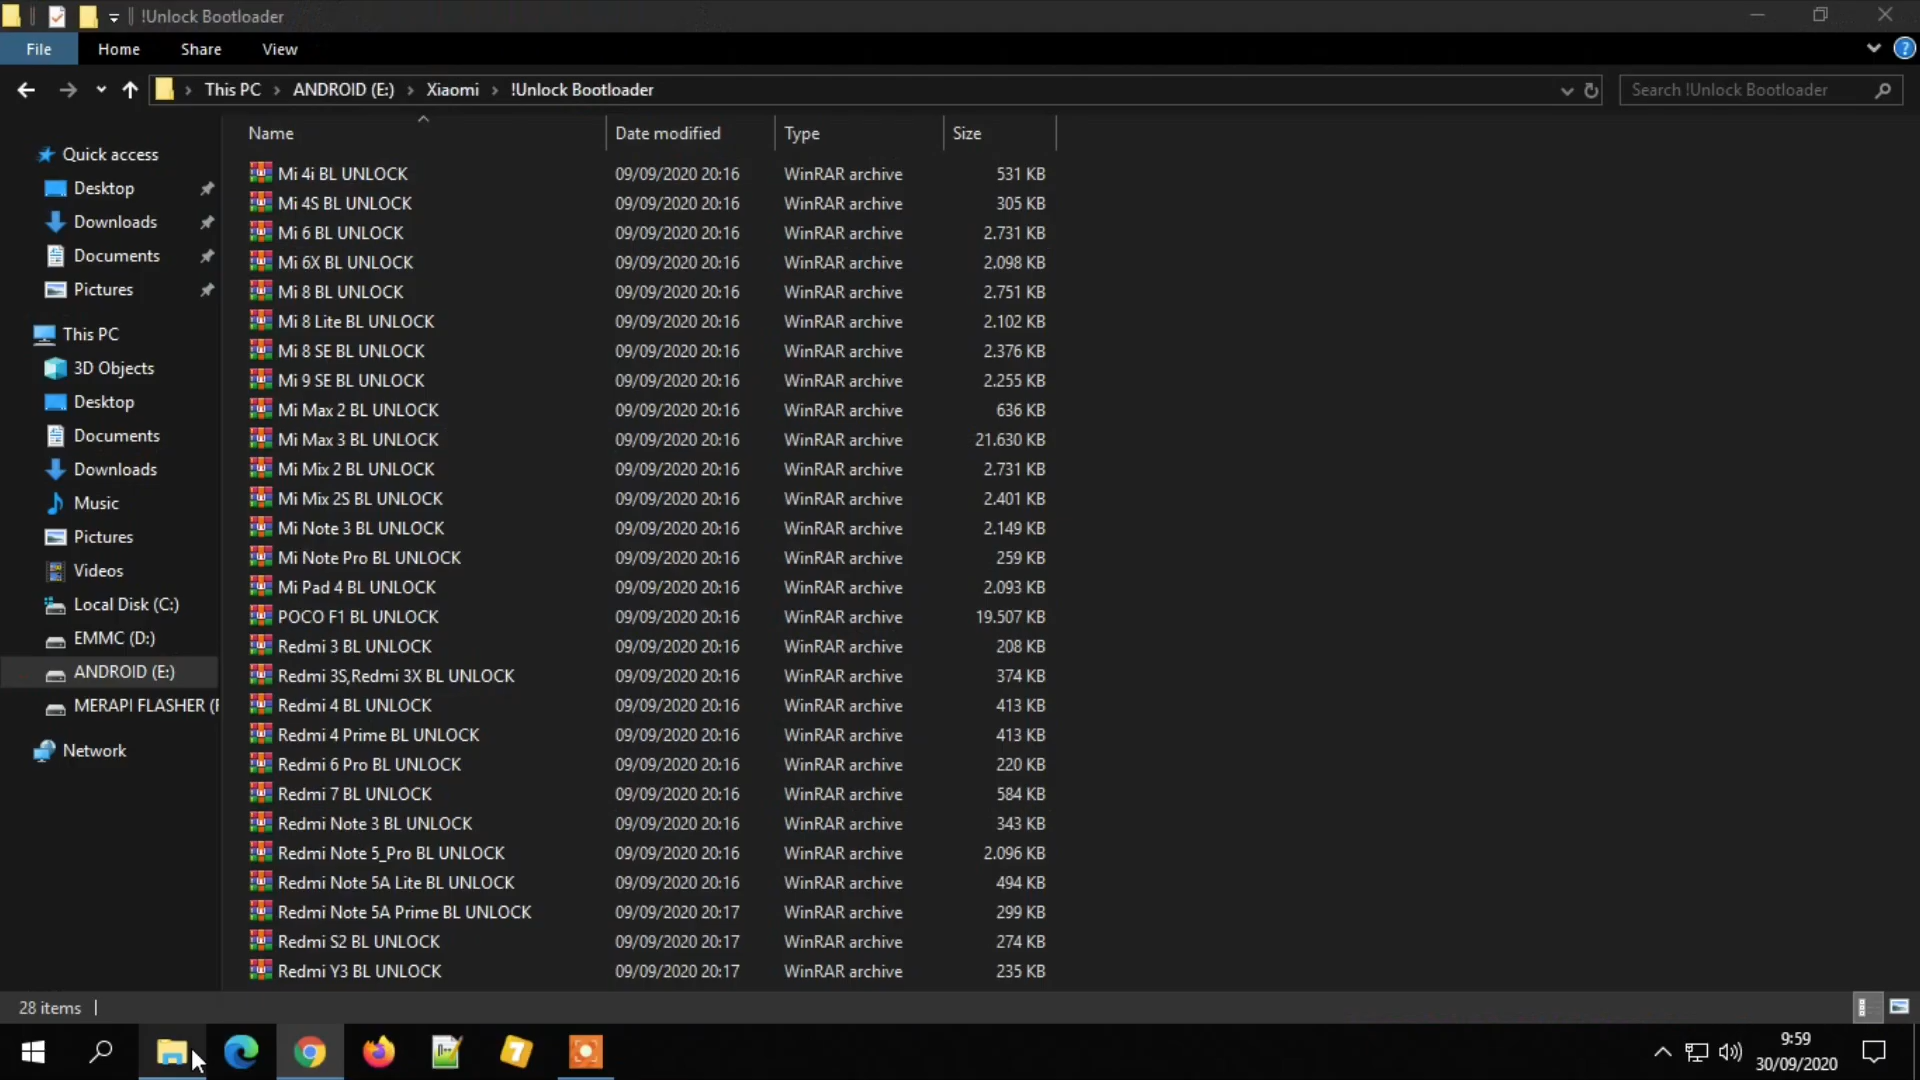 !Unlock Bootloader
File Home Share View
This PC ANDROID (E:) Xiaomi !Unlock Bootloader
Search !Unlock Bootloader
Quick access
Desktop
Downloads
Documents
Pictures
This PC
3D Objects
Desktop
Documents
Downloads
Music
Pictures
Videos
Local Disk (C:)
EMMC (D:)
ANDROID (E:)
MERAPI FLASHER (F
Network
Name Date modified Type Size
Mi 4i BL UNLOCK 09/09/2020 20:16 WinRAR archive 531 KB
Mi 4S BL UNLOCK 09/09/2020 20:16 WinRAR archive 305 KB
Mi 6 BL UNLOCK 09/09/2020 20:16 WinRAR archive 2.731 KB
Mi 6X BL UNLOCK 09/09/2020 20:16 WinRAR archive 2.098 KB
Mi 8 BL UNLOCK 09/09/2020 20:16 WinRAR archive 2.751 KB
Mi 8 Lite BL UNLOCK 09/09/2020 20:16 WinRAR archive 2.102 KB
Mi 8 SE BL UNLOCK 09/09/2020 20:16 WinRAR archive 2.376 KB
Mi 9 SE BL UNLOCK 09/09/2020 20:16 WinRAR archive 2.255 KB
Mi Max 2 BL UNLOCK 09/09/2020 20:16 WinRAR archive 636 KB
Mi Max 3 BL UNLOCK 09/09/2020 20:16 WinRAR archive 21.630 KB
Mi Mix 2 BL UNLOCK 09/09/2020 20:16 WinRAR archive 2.731 KB
Mi Mix 2S BL UNLOCK 09/09/2020 20:16 WinRAR archive 2.401 KB
Mi Note 3 BL UNLOCK 09/09/2020 20:16 WinRAR archive 2.149 KB
Mi Note Pro BL UNLOCK 09/09/2020 20:16 WinRAR archive 259 KB
Mi Pad 4 BL UNLOCK 09/09/2020 20:16 WinRAR archive 2.093 KB
POCO F1 BL UNLOCK 09/09/2020 20:16 WinRAR archive 19.507 KB
Redmi 3 BL UNLOCK 09/09/2020 20:16 WinRAR archive 208 KB
Redmi 3S,Redmi 3X BL UNLOCK 09/09/2020 20:16 WinRAR archive 374 KB
Redmi 4 BL UNLOCK 09/09/2020 20:16 WinRAR archive 413 KB
Redmi 4 Prime BL UNLOCK 09/09/2020 20:16 WinRAR archive 413 KB
Redmi 6 Pro BL UNLOCK 09/09/2020 20:16 WinRAR archive 220 KB
Redmi 7 BL UNLOCK 09/09/2020 20:16 WinRAR archive 584 KB
Redmi Note 3 BL UNLOCK 09/09/2020 20:16 WinRAR archive 343 KB
Redmi Note 5_Pro BL UNLOCK 09/09/2020 20:16 WinRAR archive 2.096 KB
Redmi Note 5A Lite BL UNLOCK 09/09/2020 20:16 WinRAR archive 494 KB
Redmi Note 5A Prime BL UNLOCK 09/09/2020 20:17 WinRAR archive 299 KB
Redmi S2 BL UNLOCK 09/09/2020 20:17 WinRAR archive 274 KB
Redmi Y3 BL UNLOCK 09/09/2020 20:17 WinRAR archive 235 KB
28 items
9:59
30/09/2020